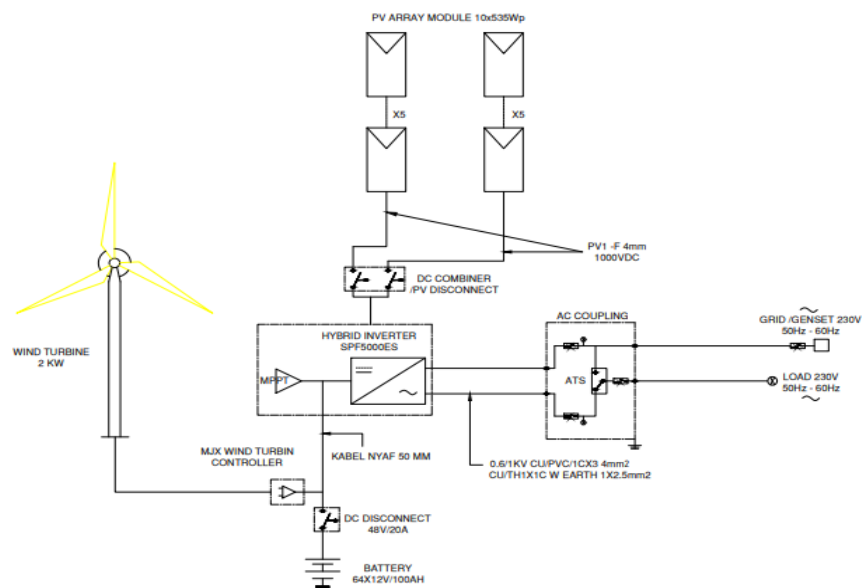 PV ARRAY MODULE 10x535Wp
X5
X5
PV1 -F 4mm
1000VDC
DC COMBINER
/PV DISCONNECT
WIND TURBINE
2 KW
HYBRID INVERTER
SPF5000ES
MPPT
AC COUPLING
ATS
GRID /GENSET 230V
50Hz - 60Hz
LOAD 230V
50Hz - 60Hz
MJX WIND TURBIN
CONTROLLER
KABEL NYAF 50 MM
0.6/1KV CU/PVC/1CX3 4mm2
CU/TH1X1C W EARTH 1X2.5mm2
DC DISCONNECT
48V/20A
BATTERY
64X12V/100AH